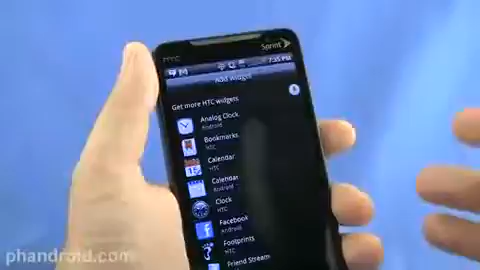 htc
Sprint
7:35 PM
Add widget
Get more HTC widgets
Analog Clock
Android
Bookmarks
HTC
Calendar
HTC
Calendar
Android
Clock
HTC
Facebook
Android
Footprints
HTC
Friend Stream
phandroid.com